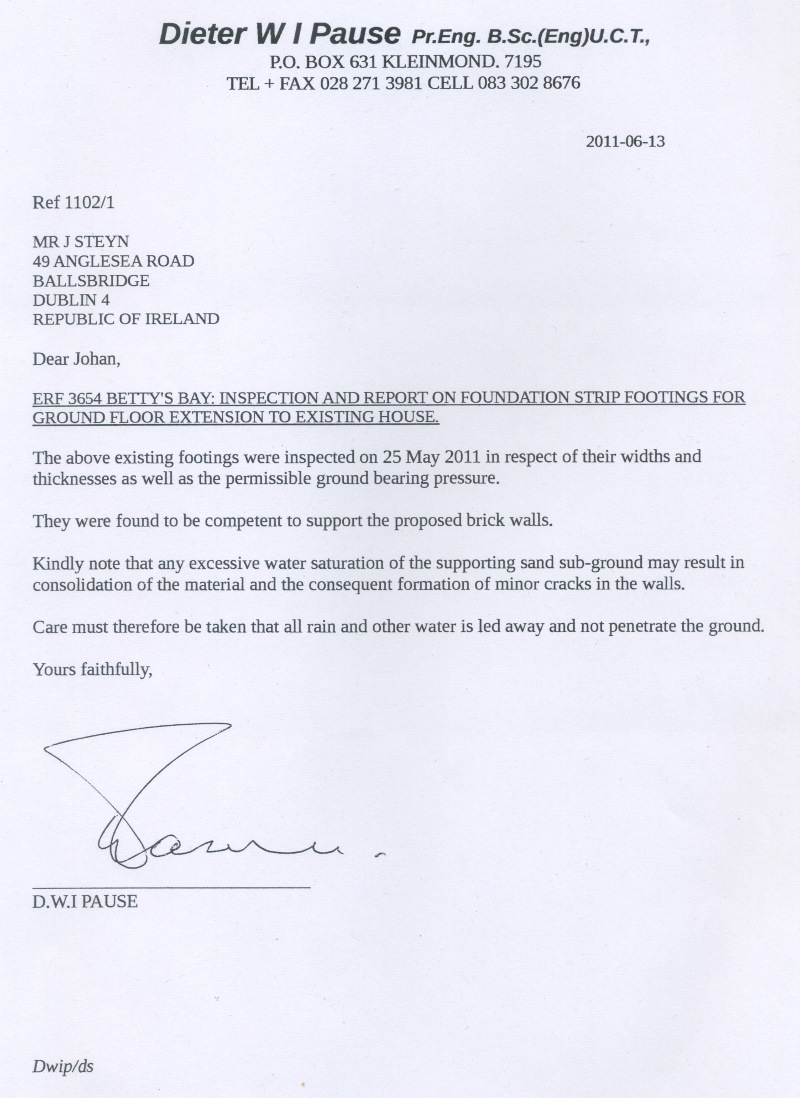 Dieter W I Pause Pr.Eng. B.Sc.(Eng)U.C.T.,
P.O. BOX 631 KLEINMOND. 7195
TEL + FAX 028 271 3981 CELL 083 302 8676
2011-06-13
Ref 1102/1
MR J STEYN
49 ANGLESEA ROAD
BALLSBRIDGE
DUBLIN 4
REPUBLIC OF IRELAND
Dear Johan,
ERF 3654 BETTY'S BAY: INSPECTION AND REPORT ON FOUNDATION STRIP FOOTINGS FOR
GROUND FLOOR EXTENSION TO EXISTING HOUSE.
The above existing footings were inspected on 25 May 2011 in respect of their widths and
thicknesses as well as the permissible ground bearing pressure.
They were found to be competent to support the proposed brick walls.
Kindly note that any excessive water saturation of the supporting sand sub-ground may result in
consolidation of the material and the consequent formation of minor cracks in the walls.
Care must therefore be taken that all rain and other water is led away and not penetrate the ground.
Yours faithfully,
D.W.I PAUSE
Dwip/ds